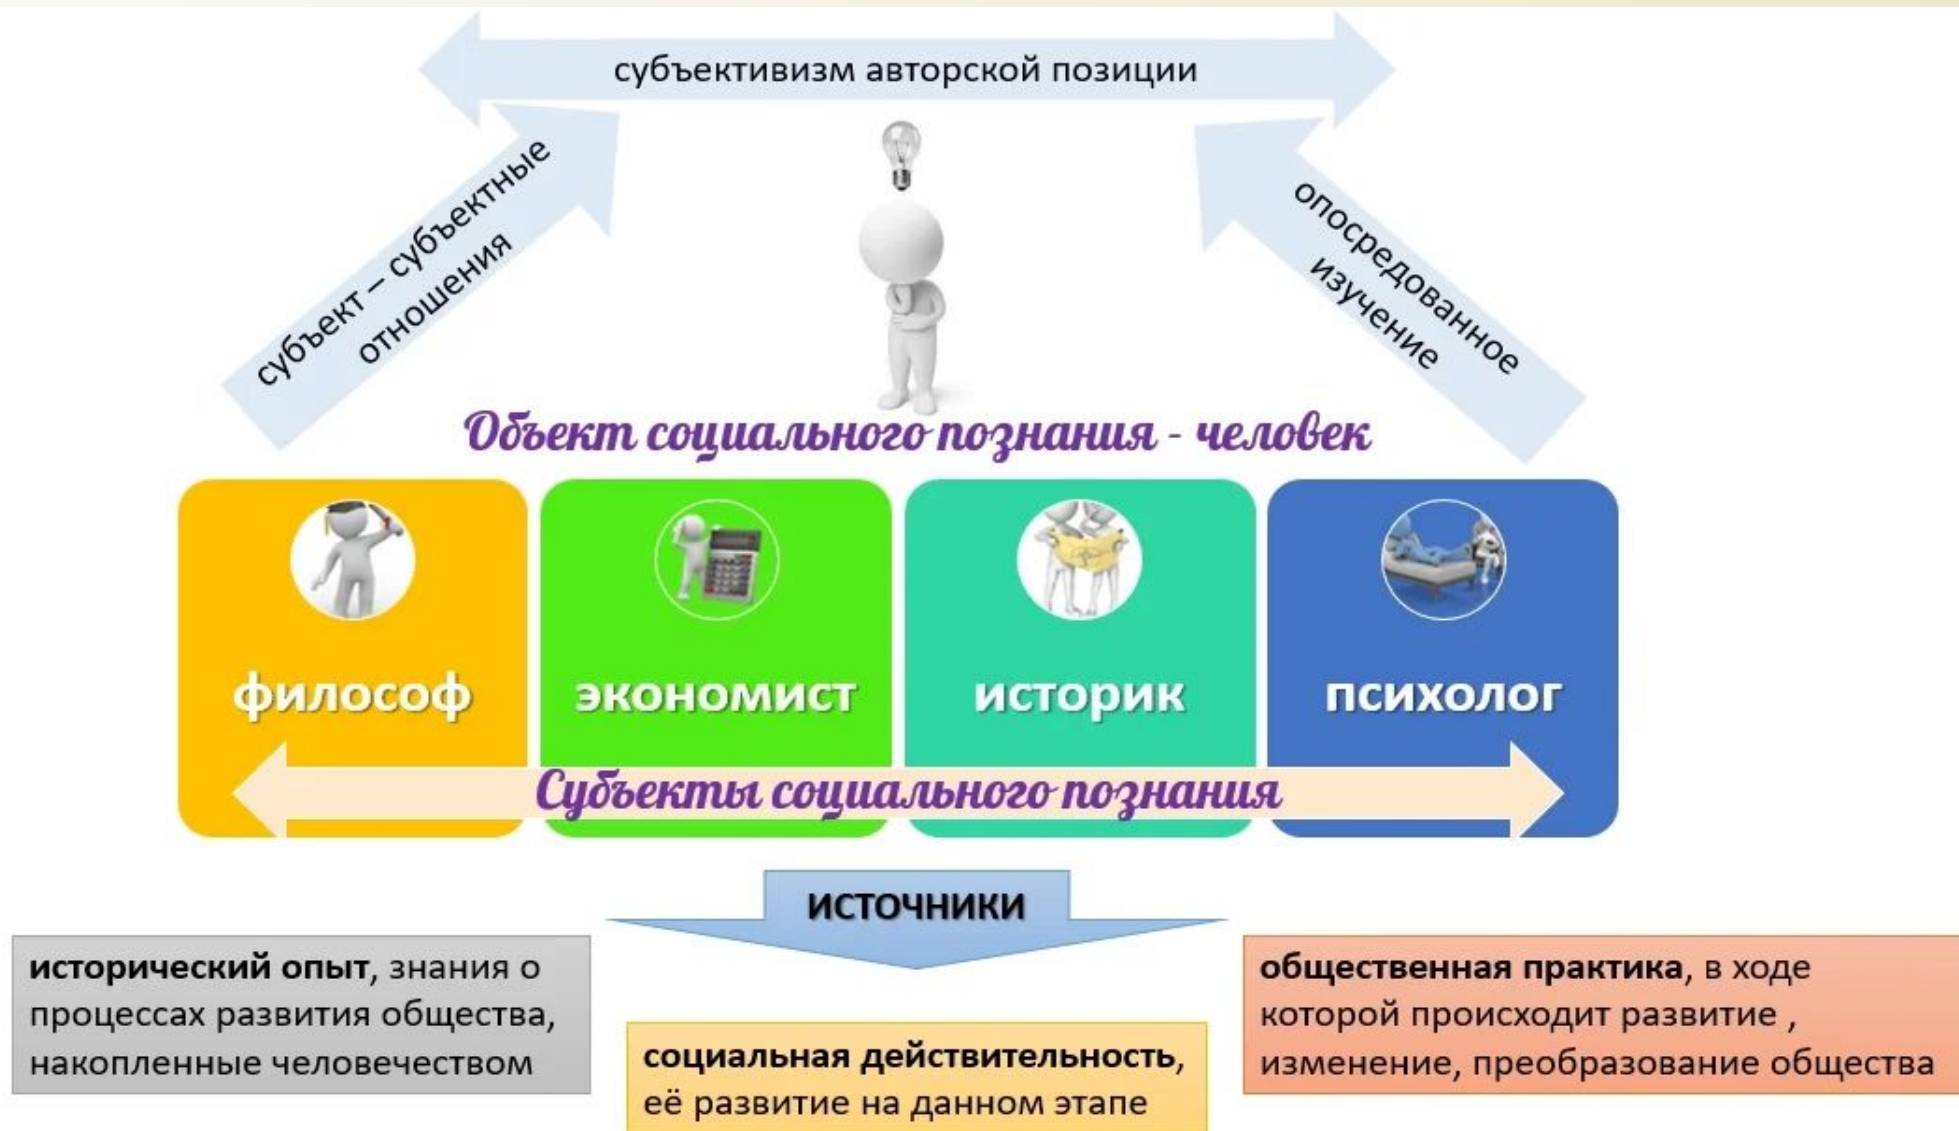 субъективизм авторской позиции
субъект – субъектные
отношения
опосредованное
изучение
Объект социального познания - человек
философ
экономист
историк
психолог
Субъекты социального познания
ИСТОЧНИКИ
исторический опыт, знания о
процессах развития общества,
накопленные человечеством
социальная действительность,
её развитие на данном этапе
общественная практика, в ходе
которой происходит развитие ,
изменение, преобразование общества